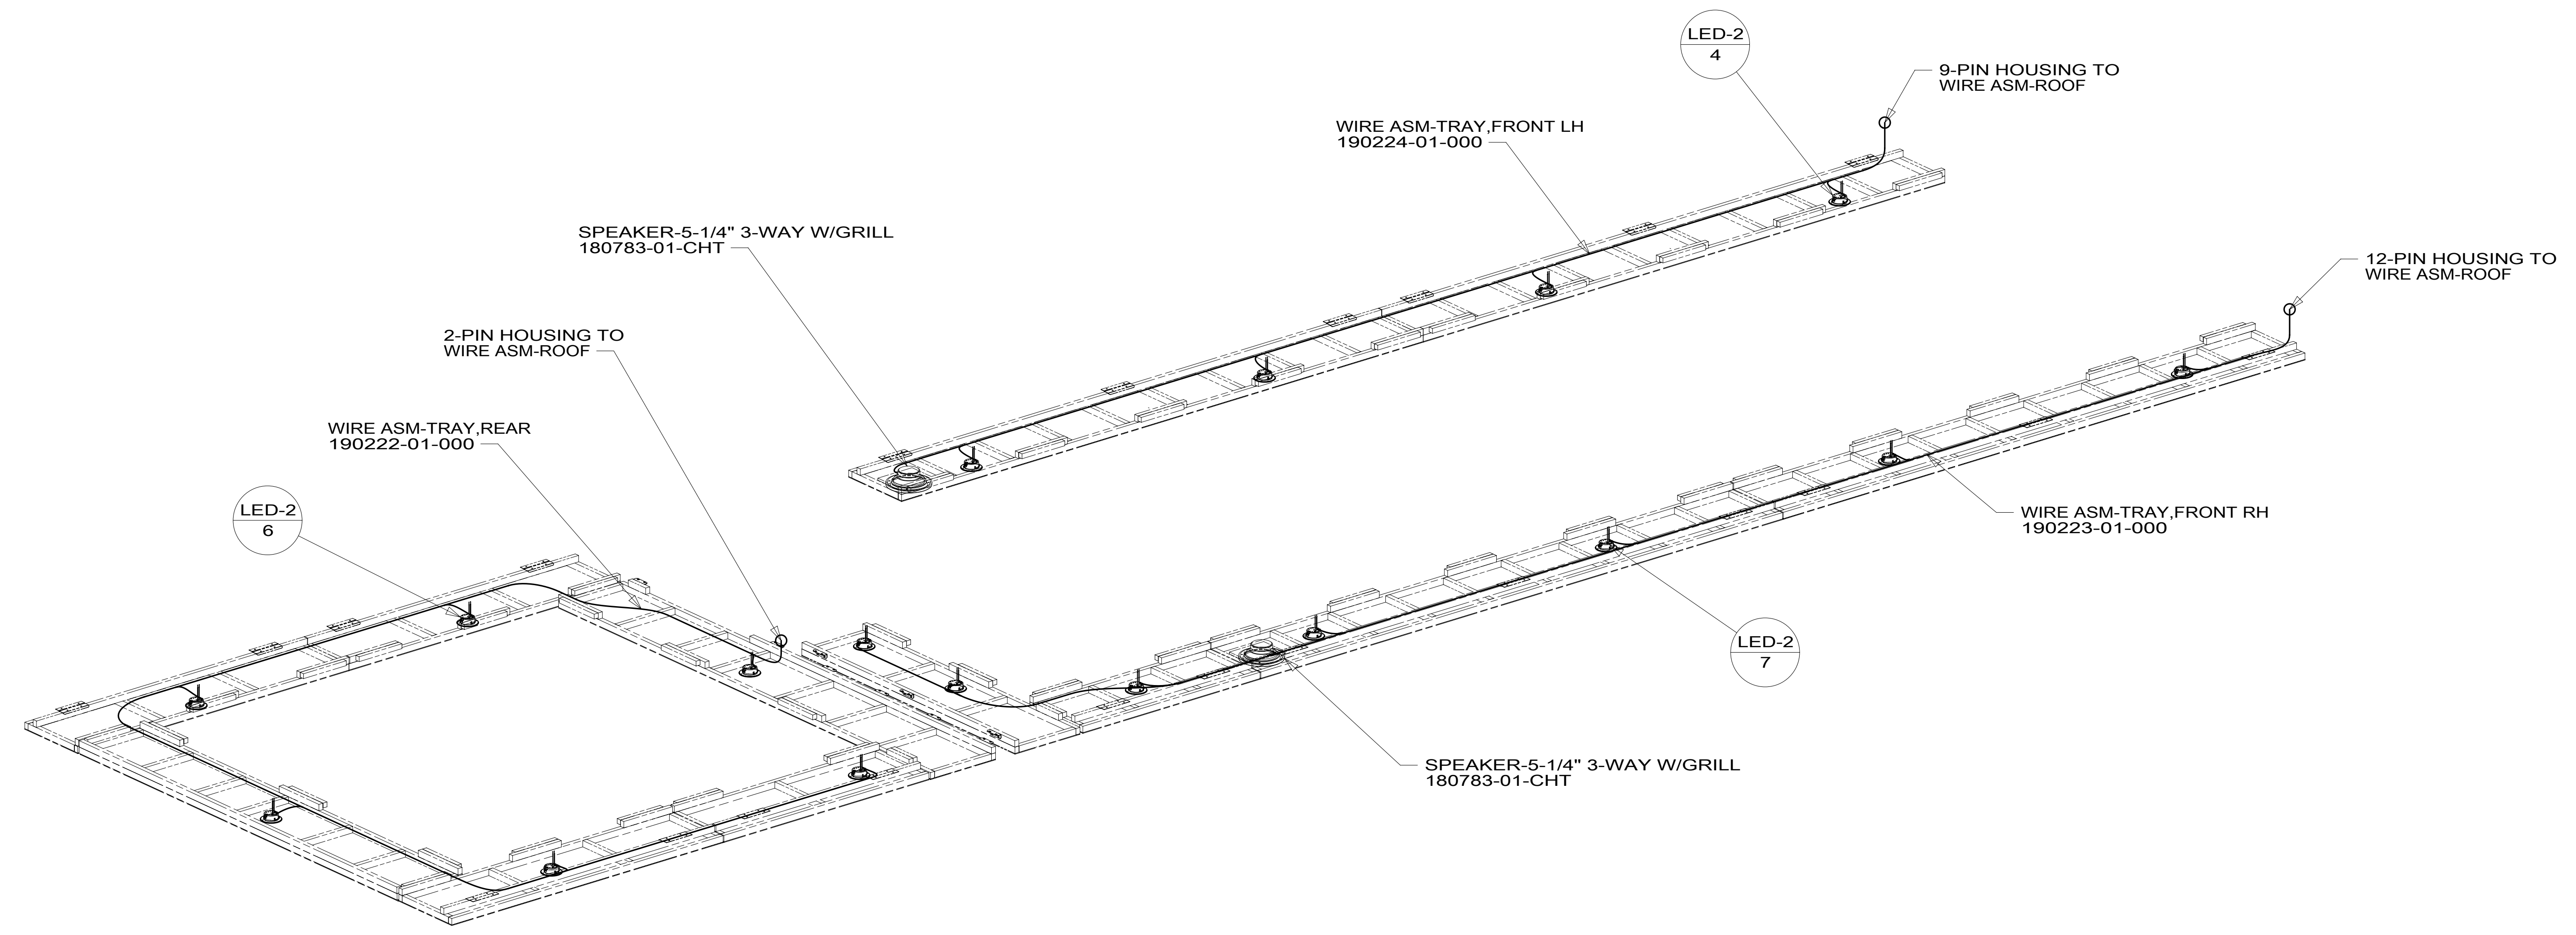 LED-2
4
9-PIN HOUSING TO
WIRE ASM-ROOF
WIRE ASM-TRAY,FRONT LH
190224-01-000
SPEAKER-5-1/4" 3-WAY W/GRILL
180783-01-CHT
12-PIN HOUSING TO
WIRE ASM-ROOF
2-PIN HOUSING TO
WIRE ASM-ROOF
WIRE ASM-TRAY,REAR
190222-01-000
LED-2
6
WIRE ASM-TRAY,FRONT RH
190223-01-000
LED-2
7
SPEAKER-5-1/4" 3-WAY W/GRILL
180783-01-CHT